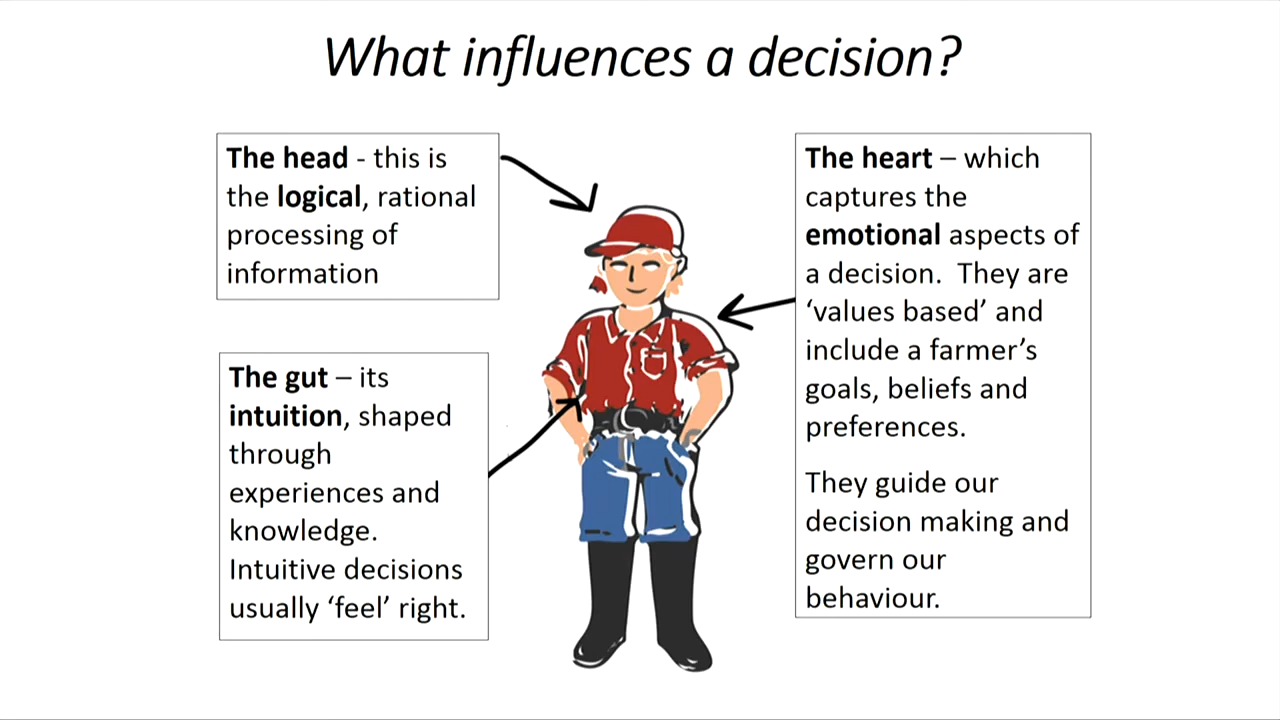 What influences a decision?
The head - this is
the logical, rational
processing of
information
The gut – its
intuition, shaped
through
experiences and
knowledge.
Intuitive decisions
usually ‘feel’ right.
The heart – which
captures the
emotional aspects of
a decision.  They are
‘values based’ and
include a farmer’s
goals, beliefs and
preferences.
They guide our
decision making and
govern our
behaviour.